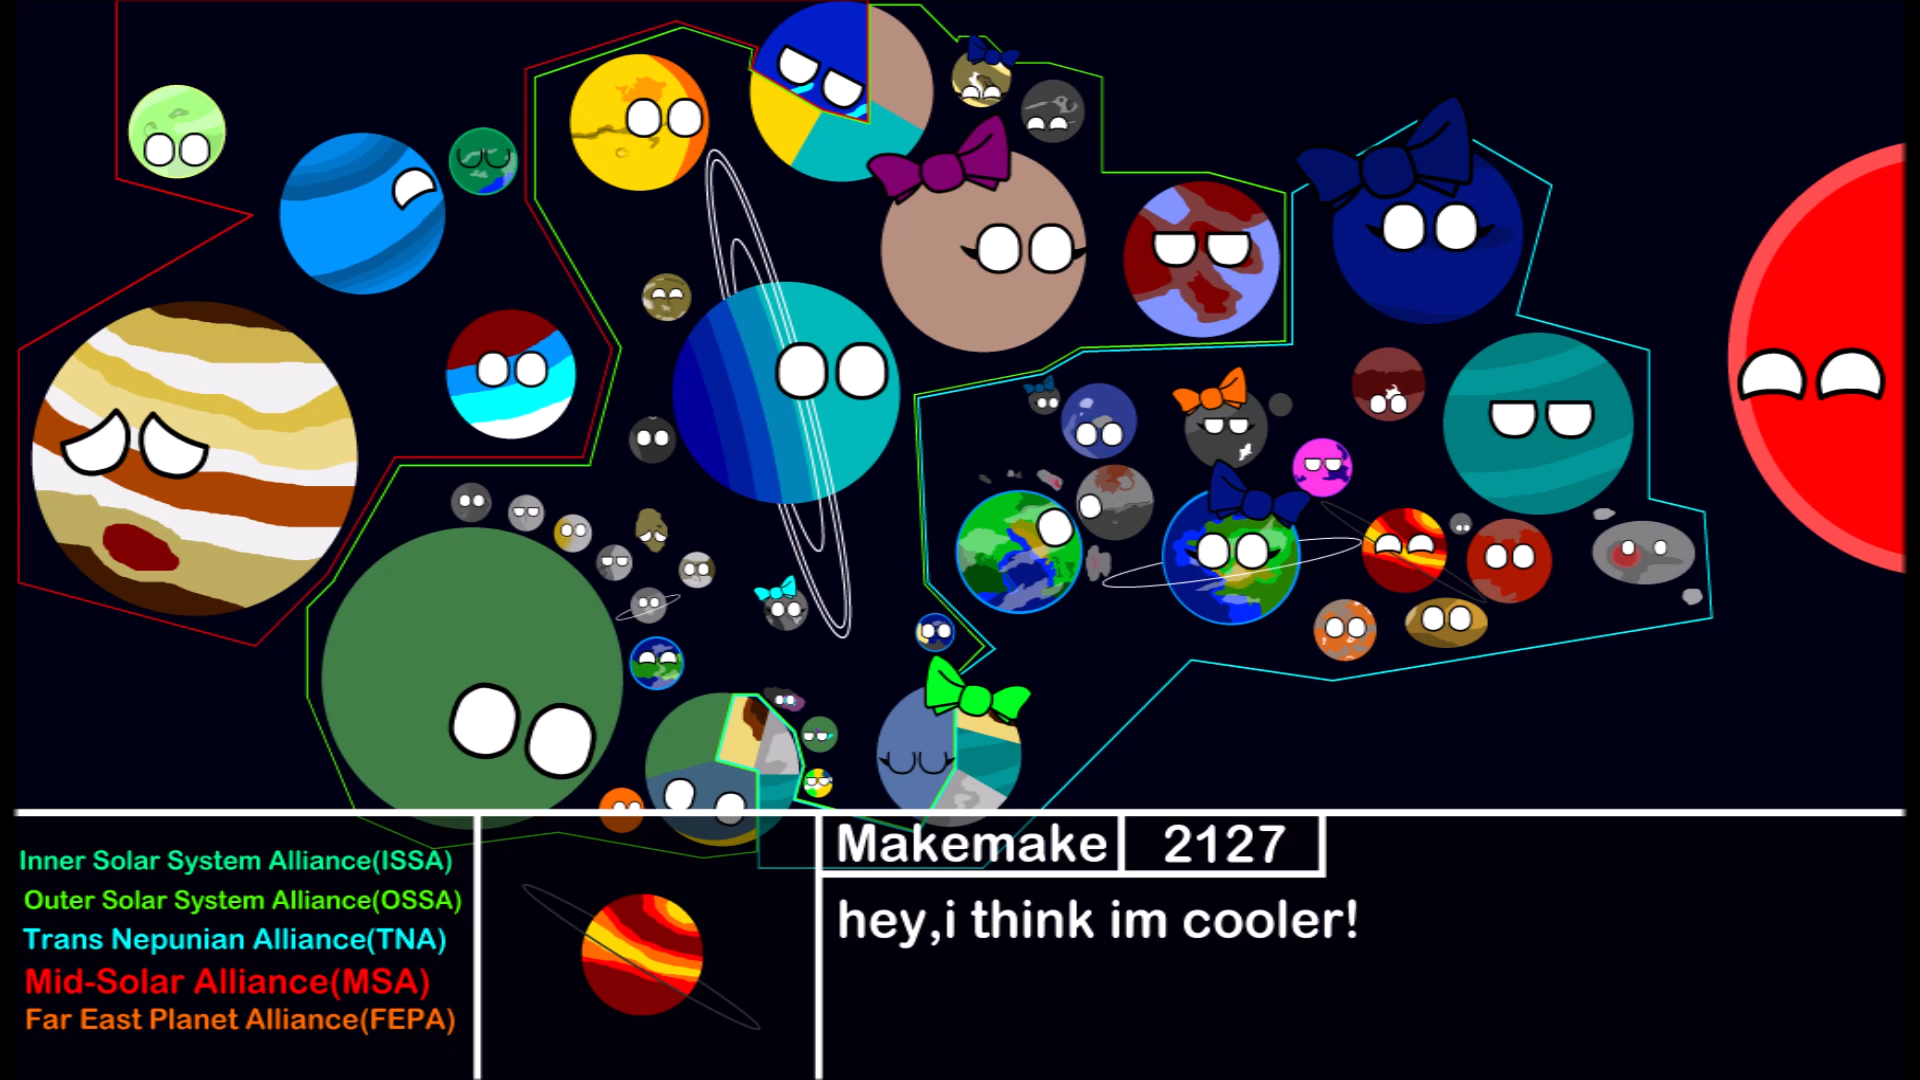 Inner Solar System Alliance(ISSA)
Outer Solar System Alliance(OSSA)
Trans Nepunian Alliance(TNA)
Mid-Solar Alliance(MSA)
Far East Planet Alliance(FEPA)
Makemake
2127
hey,i think im cooler!